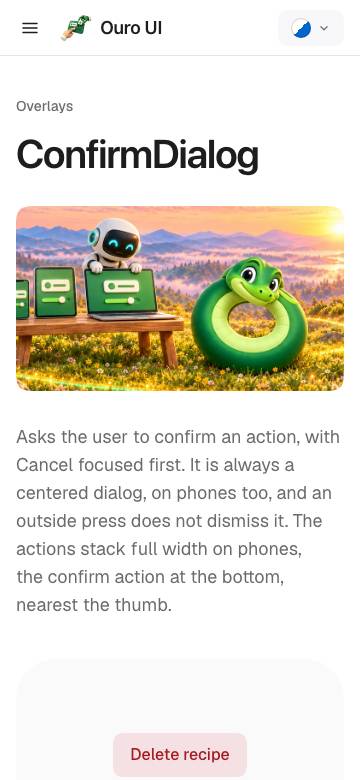 Ouro UI
Overlays
ConfirmDialog
Asks the user to confirm an action, with
Cancel focused first. It is always a
centered dialog, on phones too, and an
outside press does not dismiss it. The
actions stack full width on phones,
the confirm action at the bottom,
nearest the thumb.
Delete recipe